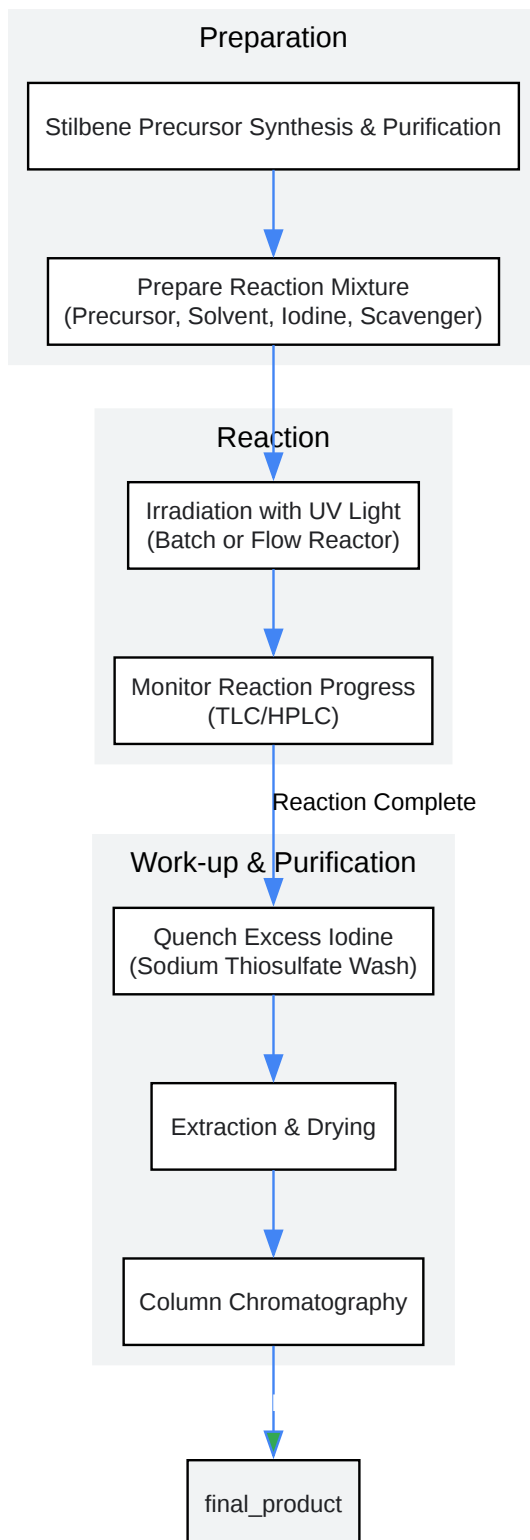 Preparation
Stilbene Precursor Synthesis & Purification
Prepare Reaction Mixture
(Precursor, Solvent, Iodine, Scavenger)
Reaction
Irradiation with UV Light
(Batch or Flow Reactor)
Monitor Reaction Progress
(TLC/HPLC)
Reaction Complete
Work-up & Purification
Quench Excess Iodine
(Sodium Thiosulfate Wash)
Extraction & Drying
Column Chromatography
final_product